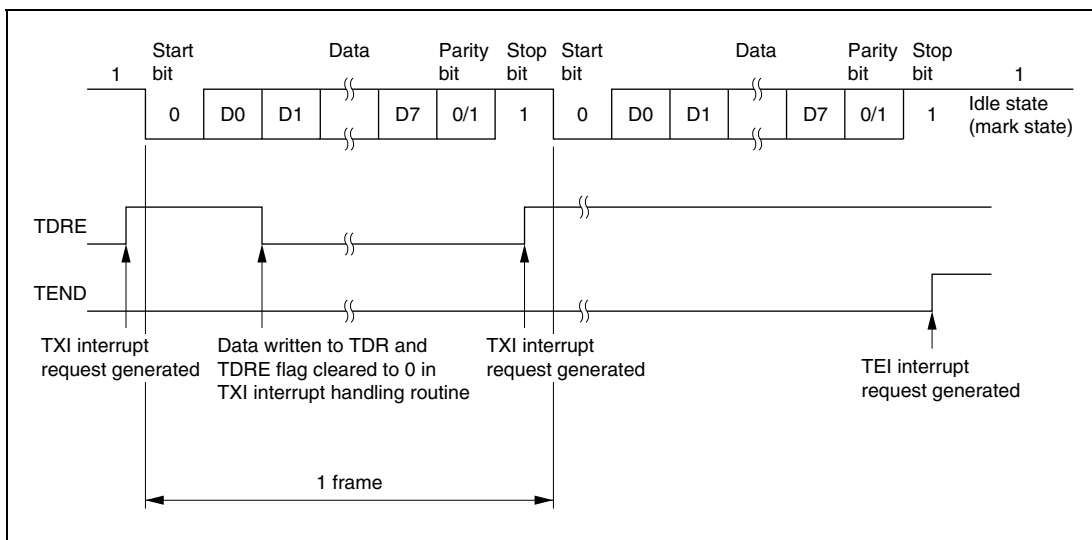 Start bit
Data
Parity bit
Stop bit
Start bit
Data
Parity bit
Stop bit
1
1
0
D0
D1
D7
0/1
1
0
D0
D1
D7
0/1
1
Idle state
(mark state)
TDRE
TEND
TXI interrupt
request generated
Data written to TDR and
TDRE flag cleared to 0 in
TXI interrupt handling routine
TXI interrupt
request generated
TEI interrupt
request generated
1 frame